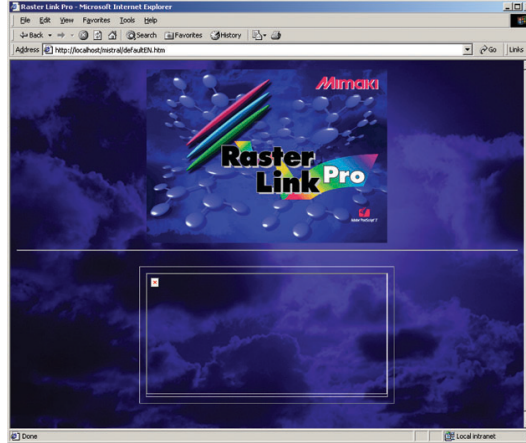 Raster Link Pro - Microsoft Internet Explorer
File Edit View Favorites Tools Help
Back Search Favorites History
Address http://localhost/mistral/defaultEN.htm Go Links
Mimaki
Raster
Link Pro
Done Local intranet